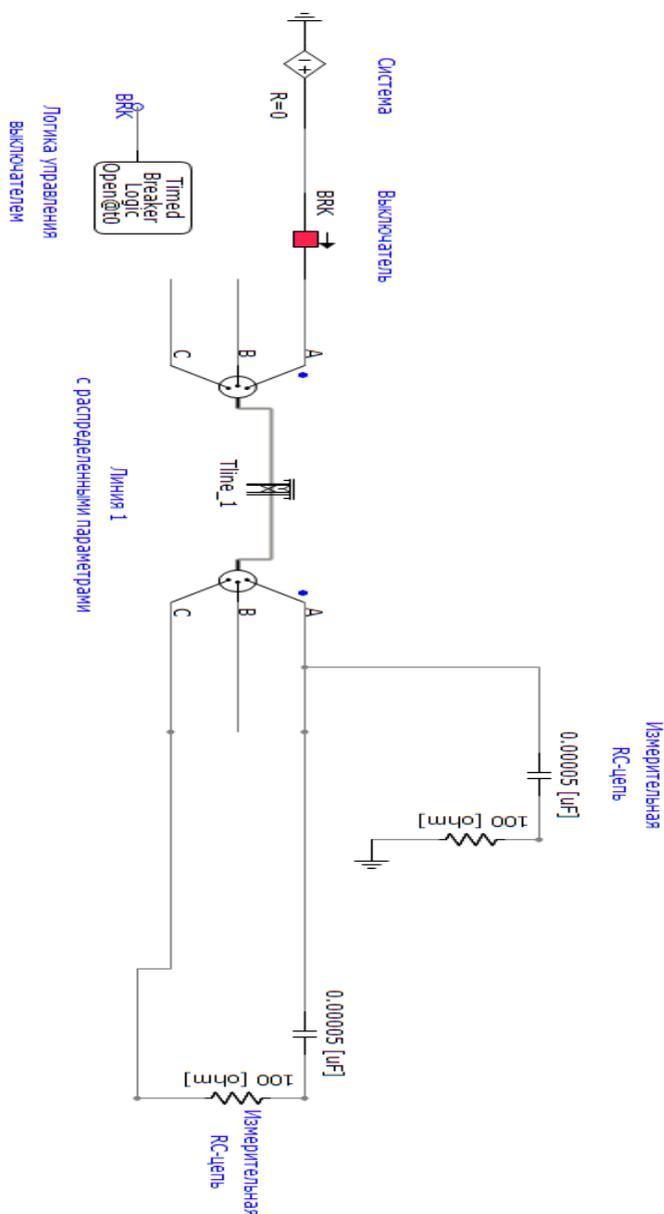 Система
R=0
Выключатель
BRK
BRK
Timed
Breaker
Logic
Open@t0
Логика управления
выключателем
A
B
C
Tline_1
Линия 1
с распределенными параметрами
A
B
C
Измерительная
RC-цепь
0.00005 [uF]
100 [ohm]
0.00005 [uF]
100 [ohm]
Измерительная
RC-цепь